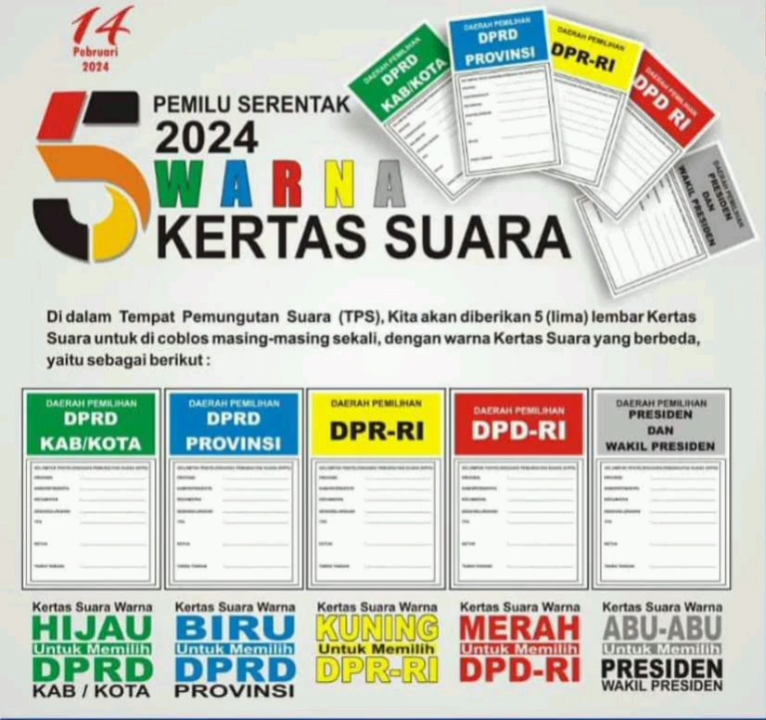 14
Pebruari
2024
5
PEMILU SERENTAK
2024
WARNA
KERTAS SUARA
DAERAH PEMILIHAN
DPRD
KAB/KOTA
DAERAH PEMILIHAN
DPRD
PROVINSI
DAERAH PEMILIHAN
DPR-RI
DAERAH PEMILIHAN
DPD RI
DAERAH PEMILIHAN
PRESIDEN
DAN
WAKIL PRESIDEN
Di dalam Tempat Pemungutan Suara (TPS), Kita akan diberikan 5 (lima) lembar Kertas
Suara untuk di coblos masing-masing sekali, dengan warna Kertas Suara yang berbeda,
yaitu sebagai berikut :
DAERAH PEMILIHAN
DPRD
KAB/KOTA
DAERAH PEMILIHAN
DPRD
PROVINSI
DAERAH PEMILIHAN
DPR-RI
DAERAH PEMILIHAN
DPD-RI
DAERAH PEMILIHAN
PRESIDEN
DAN
WAKIL PRESIDEN
Kertas Suara Warna
HIJAU
Untuk Memilih
DPRD
KAB / KOTA
Kertas Suara Warna
BIRU
Untuk Memilih
DPRD
PROVINSI
Kertas Suara Warna
KUNING
Untuk Memilih
DPR-RI
Kertas Suara Warna
MERAH
Untuk Memilih
DPD-RI
Kertas Suara Warna
ABU-ABU
Untuk Memilih
PRESIDEN
WAKIL PRESIDEN